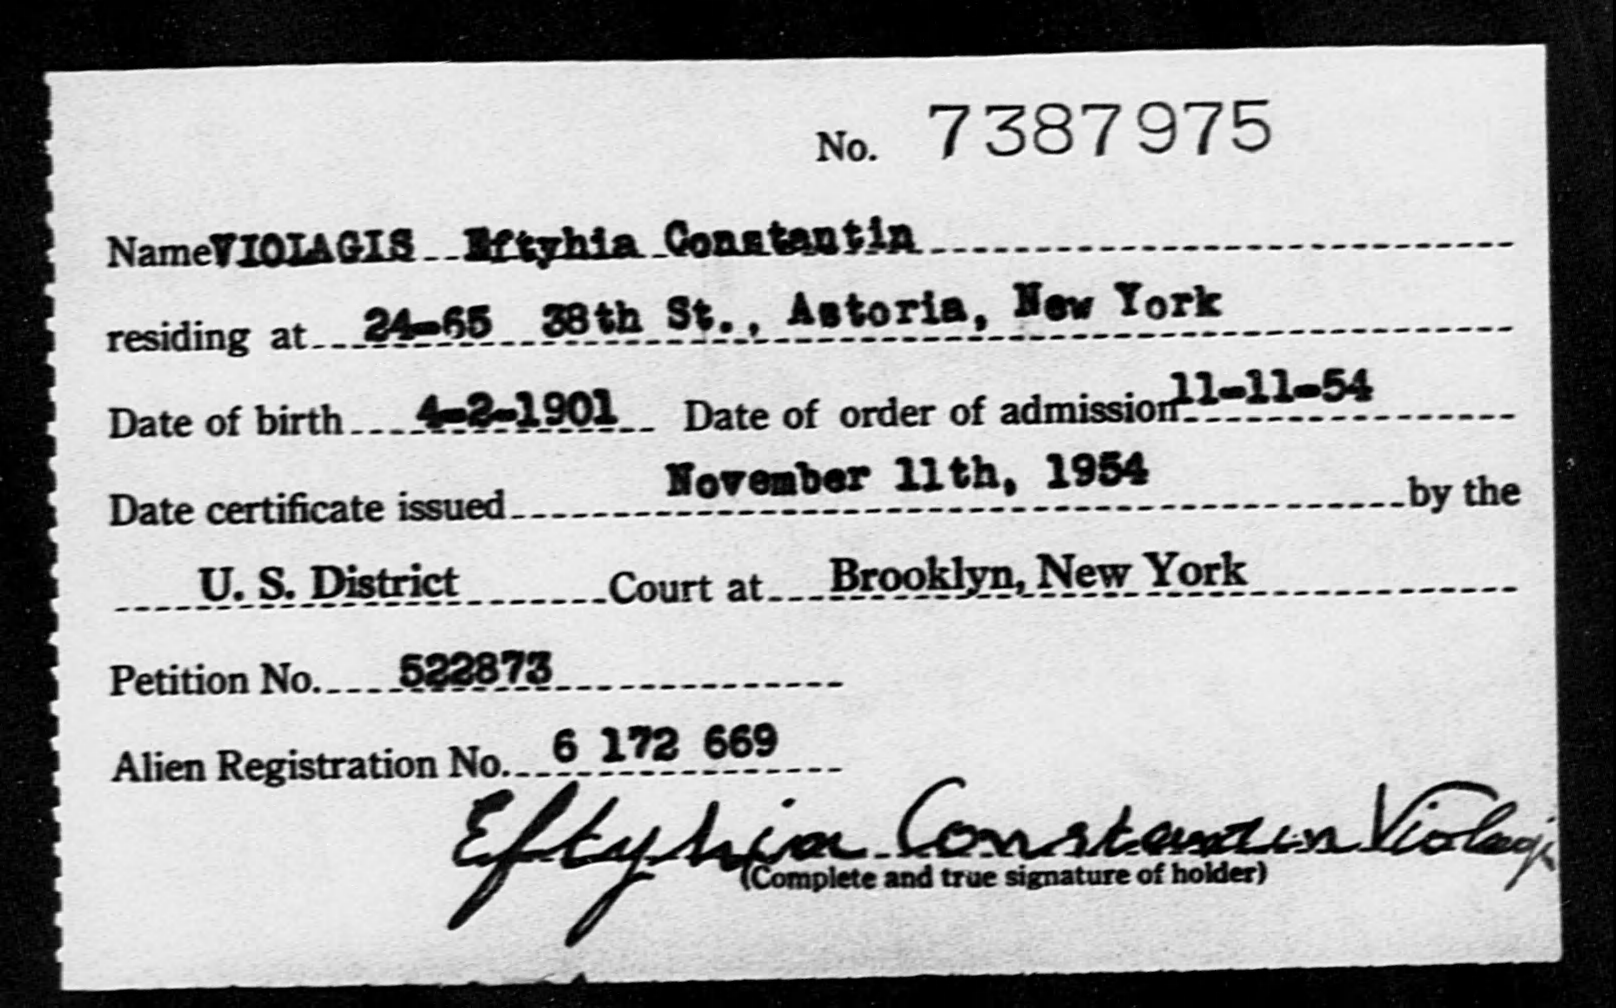 No. 7387975
Name VIOLAGIS Eftyhia Constantin
residing at 24-65 38th St., Astoria, New York
Date of birth 4-2-1901 Date of order of admission 11-11-54
Date certificate issued November 11th, 1954 by the
U. S. District Court at Brooklyn, New York
Petition No. 522873
Alien Registration No. 6 172 669
Eftyhia Constantin Violagi
(Complete and true signature of holder)